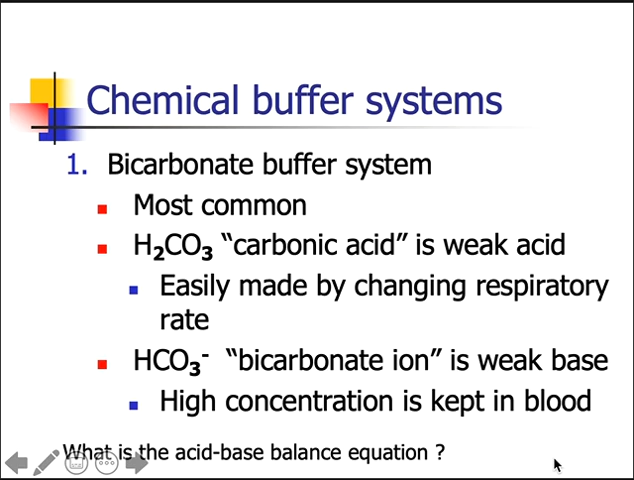 Chemical buffer systems
1. Bicarbonate buffer system
Most common
H₂CO₃ “carbonic acid” is weak acid
Easily made by changing respiratory
rate
HCO₃⁻ “bicarbonate ion” is weak base
High concentration is kept in blood
What is the acid-base balance equation ?